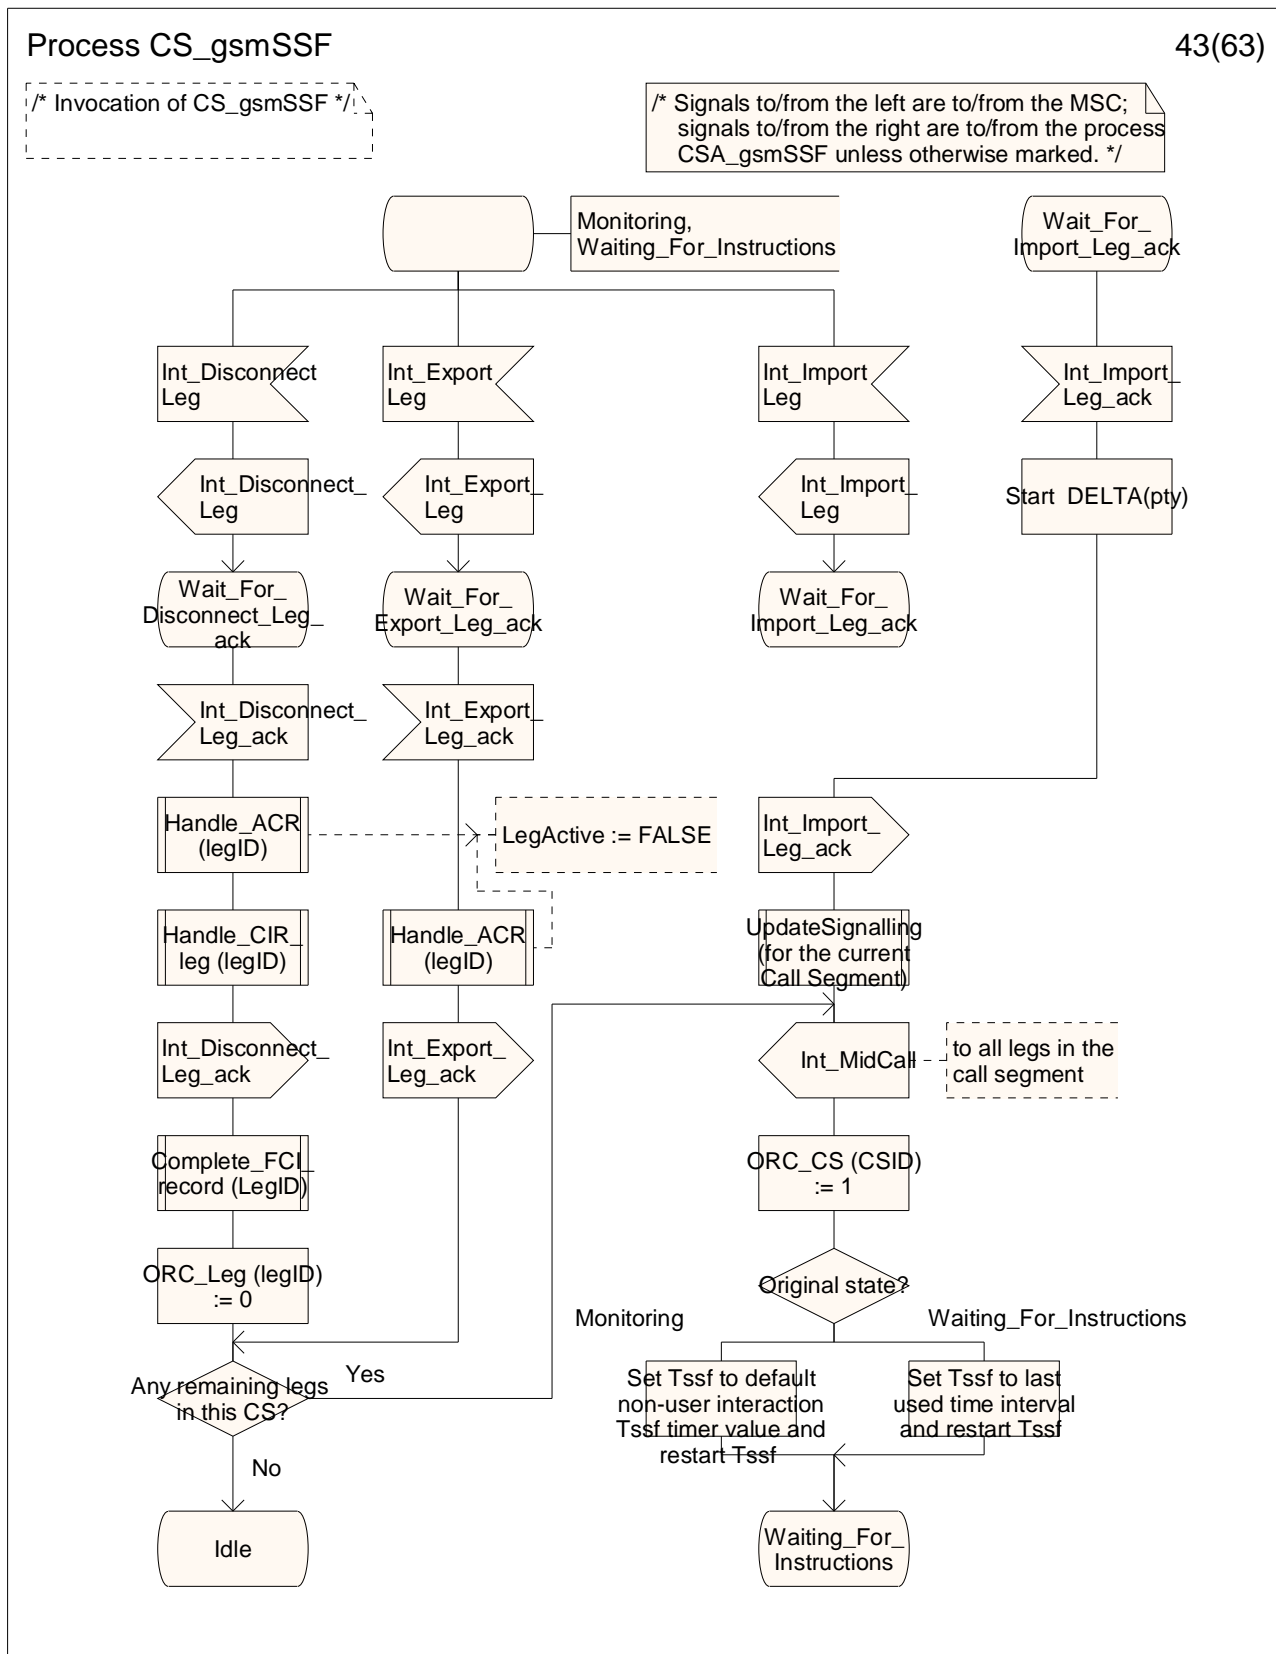 Process CS_gsmSSF
43(63)
/* Invocation of CS_gsmSSF */
/* Signals to/from the left are to/from the MSC;
signals to/from the right are to/from the process
CSA_gsmSSF unless otherwise marked. */
Monitoring,
Waiting_For_Instructions
Wait_For_
Import_Leg_ack
Int_Disconnect
Leg
Int_Export
Leg
Int_Import
Leg
Int_Import_
Leg_ack
Int_Disconnect_
Leg
Int_Export_
Leg
Int_Import_
Leg
Start  DELTA(pty)
Wait_For_
Disconnect_Leg_
ack
Wait_For_
Export_Leg_ack
Wait_For_
Import_Leg_ack
Int_Disconnect_
Leg_ack
Int_Export_
Leg_ack
Handle_ACR
(legID)
LegActive := FALSE
Int_Import_
Leg_ack
Handle_CIR_
leg (legID)
Handle_ACR
(legID)
UpdateSignalling
(for the current
Call Segment)
Int_Disconnect_
Leg_ack
Int_Export_
Leg_ack
Int_MidCall
to all legs in the
call segment
Complete_FCI_
record (LegID)
ORC_CS (CSID)
:= 1
ORC_Leg (legID)
:= 0
Original state?
Monitoring
Waiting_For_Instructions
Any remaining legs
in this CS?
Yes
Set Tssf to default
non-user interaction
Tssf timer value and
restart Tssf
Set Tssf to last
used time interval
and restart Tssf
No
Idle
Waiting_For_
Instructions